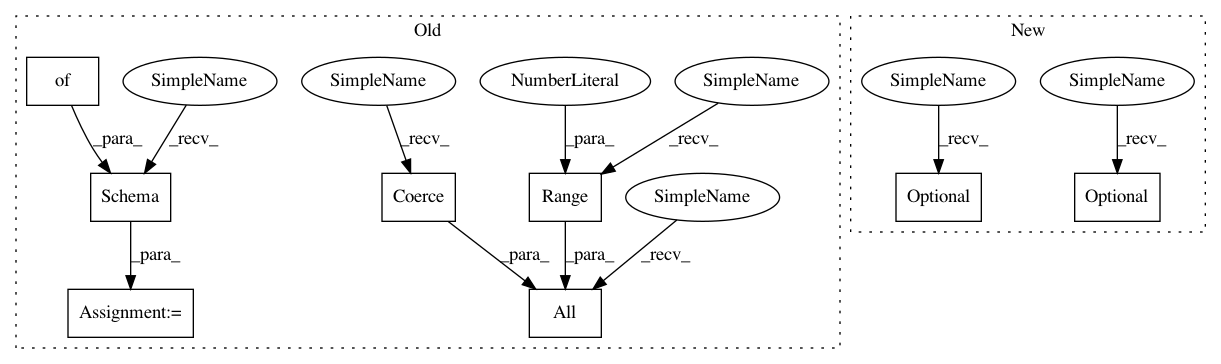 Old
New
of
SimpleName
SimpleName
NumberLiteral
SimpleName
SimpleName
SimpleName
_para_
_recv_
_recv_
_para_
_recv_
_recv_
_recv_
Schema
Coerce
Range
SimpleName
Optional
Optional
_para_
_para_
_para_
_recv_
Assignment:=
All